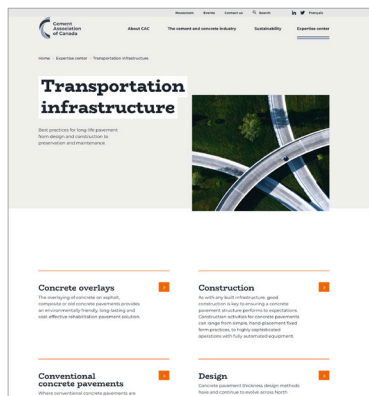 Newsroom Events Contact us Search in Français
Cement
Association
of Canada
About CAC The cement and concrete industry Sustainability Expertise center
Home Expertise center Transportation infrastructure
Transportation
infrastructure
Best practices for long-life pavement
from design and construction to
preservation and maintenance.
Concrete overlays
The overlaying of concrete on asphalt,
composite or old concrete pavements provides
an environmentally friendly, long-lasting and
cost-effective rehabilitation pavement solution.
Construction
As with any built infrastructure, good
construction is key to ensuring a concrete
pavement structure performs to expectations.
Construction activities for concrete pavements
can range from simple, hand-placement fixed
form practices, to highly sophisticated
operations with fully automated equipment.
Conventional
concrete pavements
Where conventional concrete pavements are
Design
Concrete pavement thickness design methods
have and continue to evolve across North